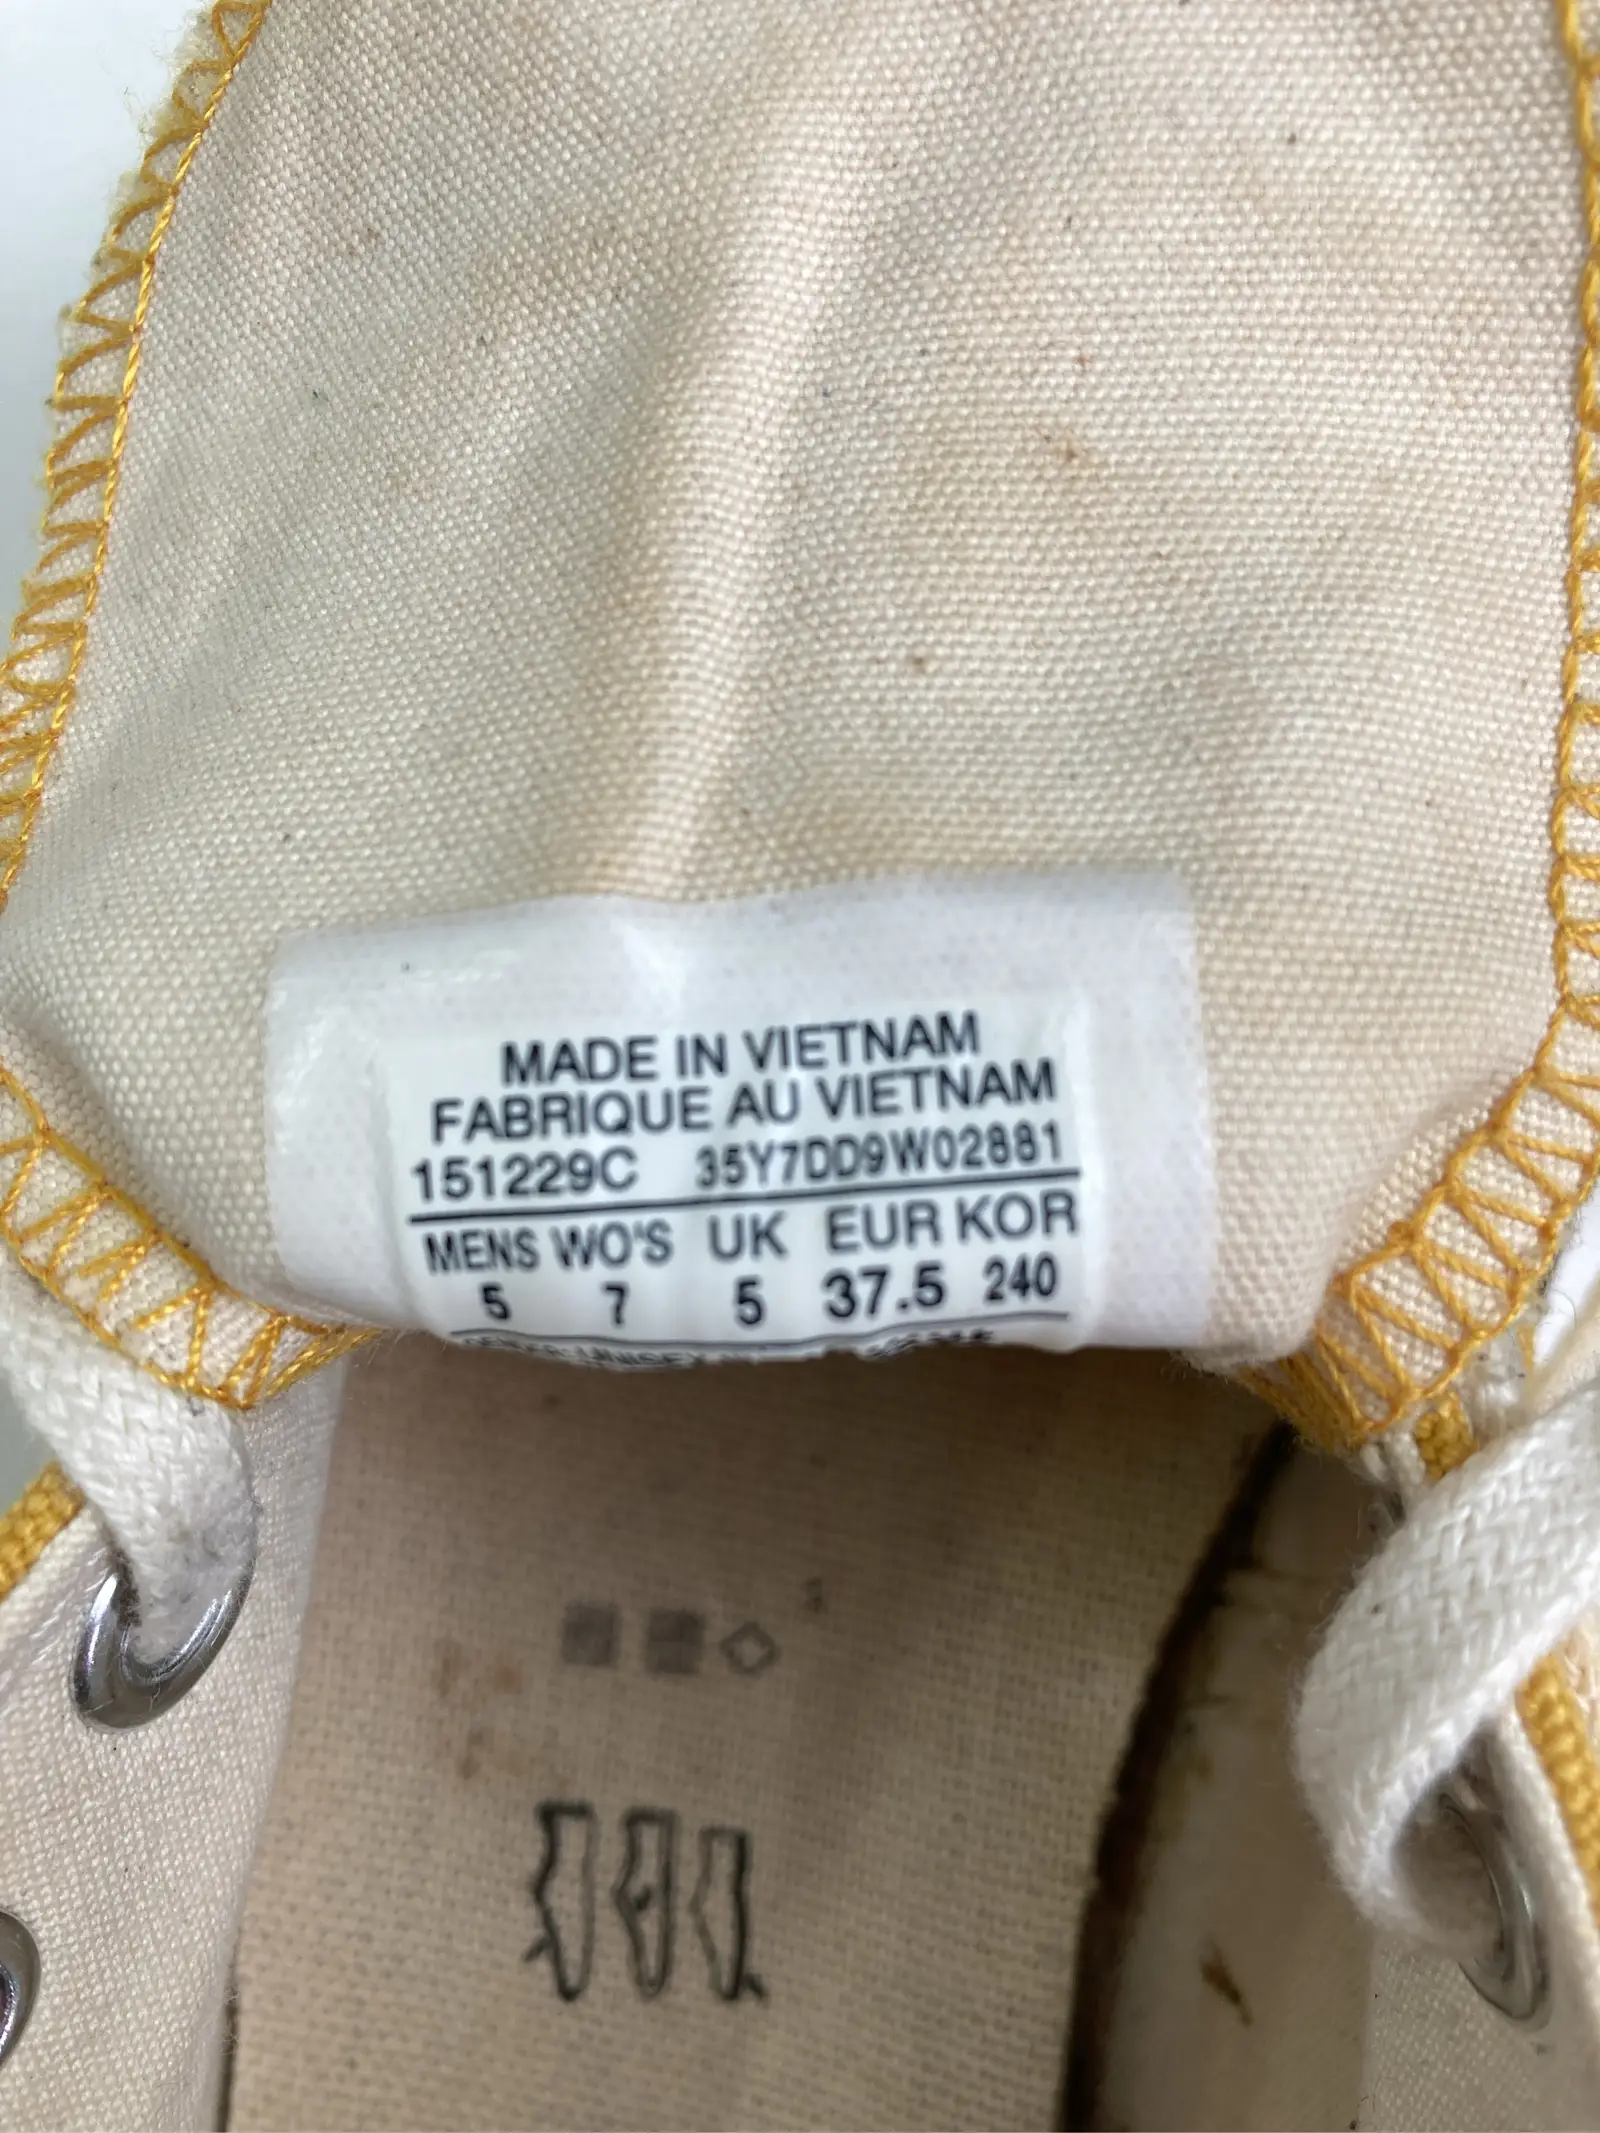 MADE IN VIETNAM
FABRIQUE AU VIETNAM
151229C 35Y7DD9W02881
MENS WO'S UK EUR KOR
5 7 5 37.5 240